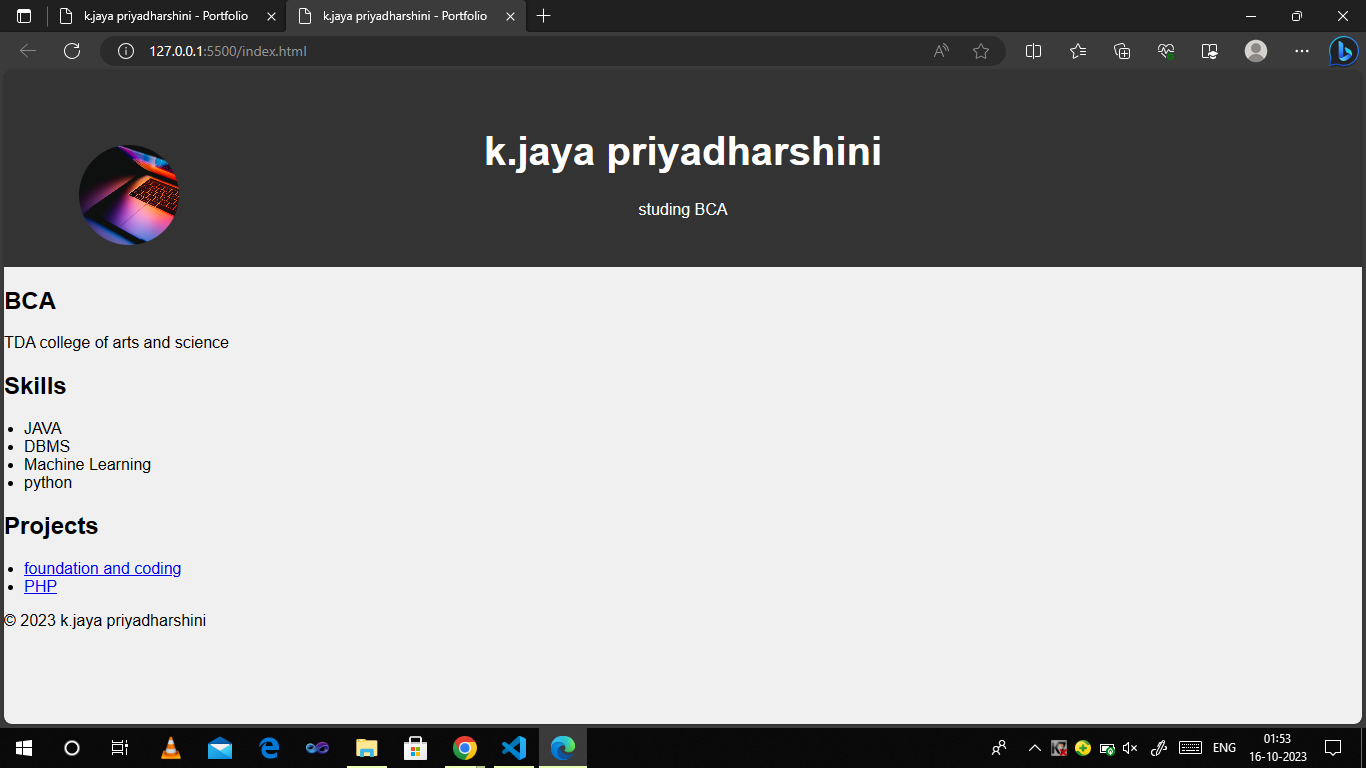 k.jaya priyadharshini - Portfolio
k.jaya priyadharshini - Portfolio
127.0.0.1:5500/index.html
k.jaya priyadharshini
studing BCA
BCA
TDA college of arts and science
Skills
JAVA
DBMS
Machine Learning
python
Projects
foundation and coding
PHP
© 2023 k.jaya priyadharshini
ENG
01:53
16-10-2023